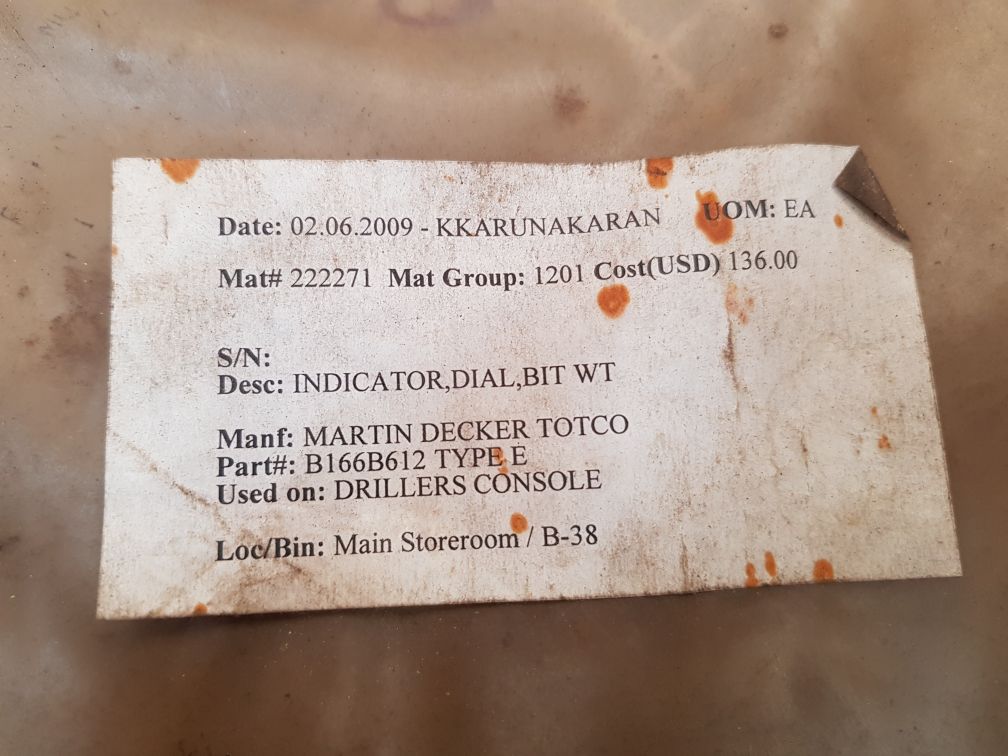 Date: 02.06.2009 - KKARUNAKARAN UOM: EA
Mat# 222271 Mat Group: 1201 Cost(USD) 136.00
S/N:
Desc: INDICATOR,DIAL,BIT WT
Manf: MARTIN DECKER TOTCO
Part#: B166B612 TYPE E
Used on: DRILLERS CONSOLE
Loc/Bin: Main Storeroom / B-38